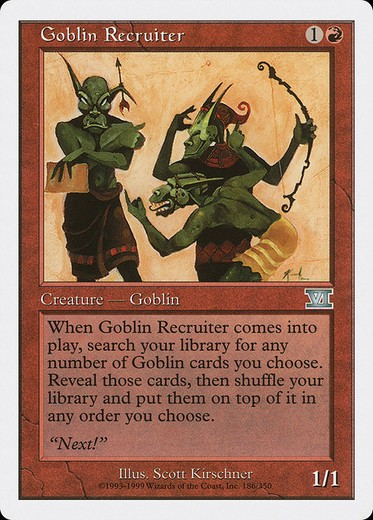 Goblin Recruiter 1
Creature — Goblin VI
When Goblin Recruiter comes into
play, search your library for any
number of Goblin cards you choose.
Reveal those cards, then shuffle your
library and put them on top of it in
any order you choose.
“Next!”
Illus. Scott Kirschner
©1993-1999 Wizards of the Coast, Inc. 186/350
1/1